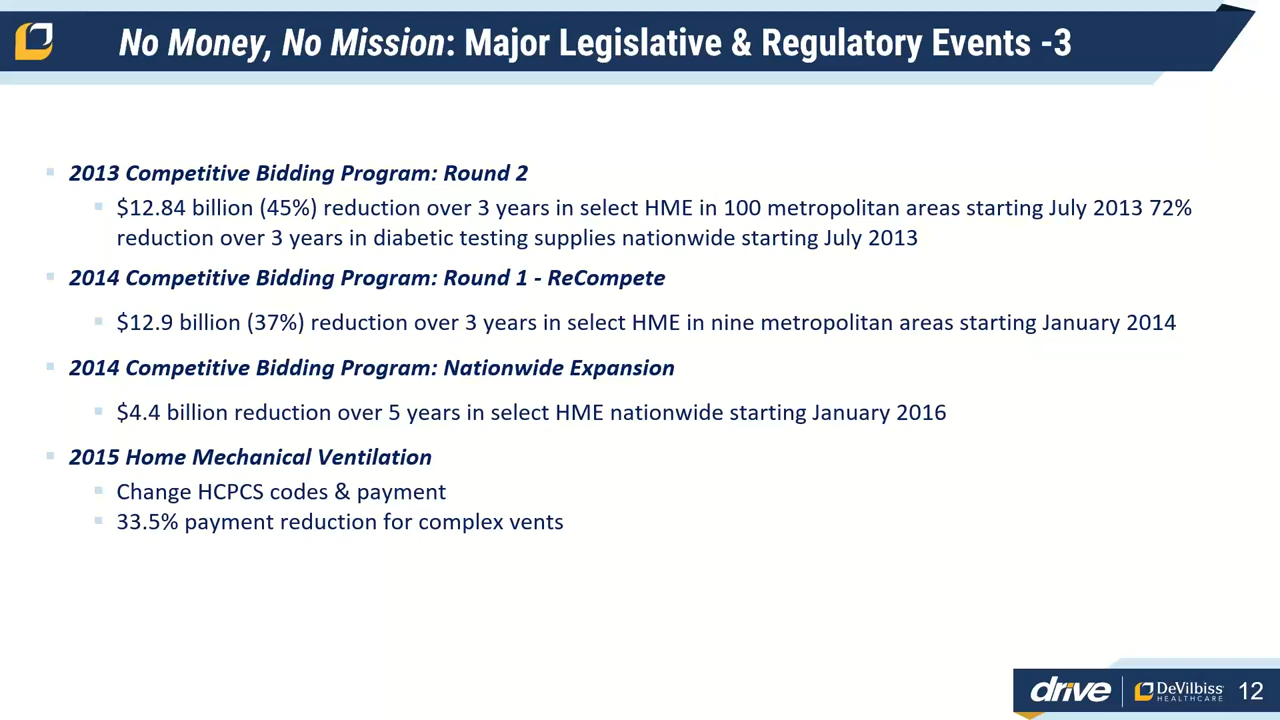 No Money, No Mission: Major Legislative & Regulatory Events -3
2013 Competitive Bidding Program: Round 2
$12.84 billion (45%) reduction over 3 years in select HME in 100 metropolitan areas starting July 2013 72%
reduction over 3 years in diabetic testing supplies nationwide starting July 2013
2014 Competitive Bidding Program: Round 1 - ReCompete
$12.9 billion (37%) reduction over 3 years in select HME in nine metropolitan areas starting January 2014
2014 Competitive Bidding Program: Nationwide Expansion
$4.4 billion reduction over 5 years in select HME nationwide starting January 2016
2015 Home Mechanical Ventilation
Change HCPCS codes & payment
33.5% payment reduction for complex vents
drive DeVilbiss HEALTHCARE 12